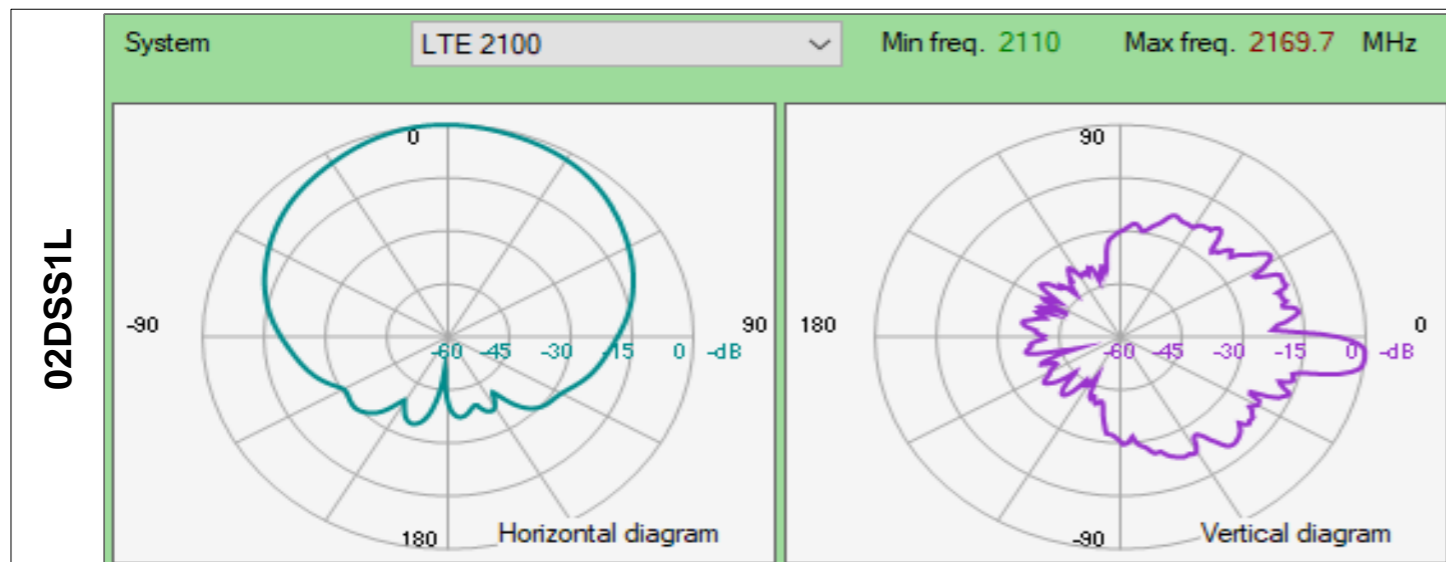 02DSS1L
System LTE 2100 Min freq. 2110 Max freq. 2169.7 MHz
0
-90 90
-60 -45 -30 -15 0 -dB
180
Horizontal diagram
90
180 0
-60 -45 -30 -15 0 -dB
-90
Vertical diagram